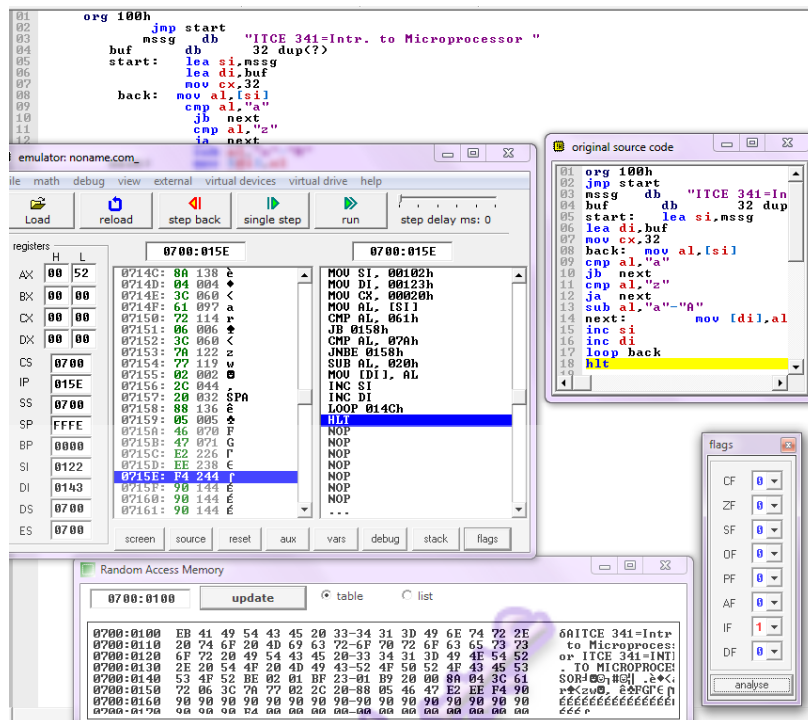 01 org 100h
02 jmp start
03 mssg db "ITCE 341=Intr. to Microprocessor "
04 buf db 32 dup(?)
05 start: lea si,mssg
06 lea di,buf
07 mov cx,32
08 back: mov al,[si]
09 cmp al,"a"
10 jb next
11 cmp al,"z"
12 ja next
emulator: noname.com_
file math debug view external virtual devices virtual drive help
Load reload step back single step run step delay ms: 0
registers
H L
AX 00 52
BX 00 00
CX 00 00
DX 00 00
CS 0700
IP 015E
SS 0700
SP FFFE
BP 0000
SI 0122
DI 0143
DS 0700
ES 0700
0700:015E 0700:015E
0714C: 8A 138 è
0714D: 04 004 ♦
0714E: 3C 060 <
0714F: 61 097 a
07150: 72 114 r
07151: 06 006 ♠
07152: 3C 060 <
07153: 7A 122 z
07154: 77 119 w
07155: 02 002 ☻
07156: 2C 044 ,
07157: 20 032 SPA
07158: 88 136 ê
07159: 05 005 ♣
0715A: 46 070 F
0715B: 47 071 G
0715C: E2 226 Γ
0715D: EE 238 ∈
0715E: F4 244 ⌠
0715F: 90 144 É
07160: 90 144 É
07161: 90 144 É
MOV SI, 00102h
MOV DI, 00123h
MOV CX, 00020h
MOV AL, [SI]
CMP AL, 061h
JB 0158h
CMP AL, 07Ah
JNBE 0158h
SUB AL, 020h
MOV [DI], AL
INC SI
INC DI
LOOP 014Ch
HLT
NOP
NOP
NOP
NOP
NOP
NOP
NOP
...
screen source reset aux vars debug stack flags
original source code
01 org 100h
02 jmp start
03 mssg db "ITCE 341=In
04 buf db 32 dup
05 start: lea si,mssg
06 lea di,buf
07 mov cx,32
08 back: mov al,[si]
09 cmp al,"a"
10 jb next
11 cmp al,"z"
12 ja next
13 sub al,"a"-"A"
14 next: mov [di],al
15 inc si
16 inc di
17 loop back
18 hlt
flags
CF 0
ZF 0
SF 0
OF 0
PF 0
AF 0
IF 1
DF 0
analyse
Random Access Memory
0700:0100 update table list
0700:0100 EB 41 49 54 43 45 20 33-34 31 3D 49 6E 74 72 2E δAITCE 341=Intr
0700:0110 20 74 6F 20 4D 69 63 72-6F 70 72 6F 63 65 73 73 to Microprocess
0700:0120 6F 72 20 49 54 43 45 20-33 34 31 3D 49 4E 54 52 or ITCE 341=INT
0700:0130 2E 20 54 4F 20 4D 49 43-52 4F 50 52 4F 43 45 53 . TO MICROPROCE
0700:0140 53 4F 52 BE 02 01 BF 23-01 B9 20 00 8A 04 3C 61
0700:0150 72 06 3C 7A 77 02 2C 20-88 05 46 47 E2 EE F4 90
0700:0160 90 90 90 90 90 90 90 90-90 90 90 90 90 90 90 90
0700:0170 90 90 90 F4 00 00 00 00-00 00 00 00 00 00 00 00